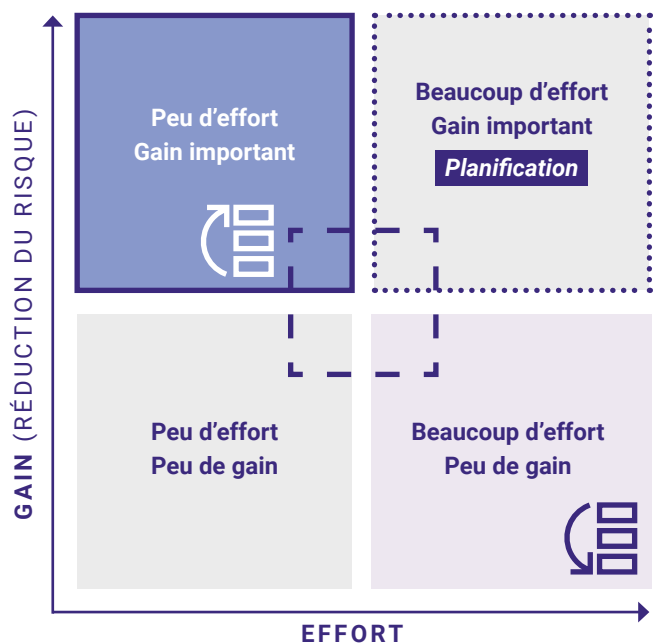 Peu d’effort
Gain important
Beaucoup d’effort
Gain important
Planification
GAIN (RÉDUCTION DU RISQUE)
Peu d’effort
Peu de gain
Beaucoup d’effort
Peu de gain
EFFORT